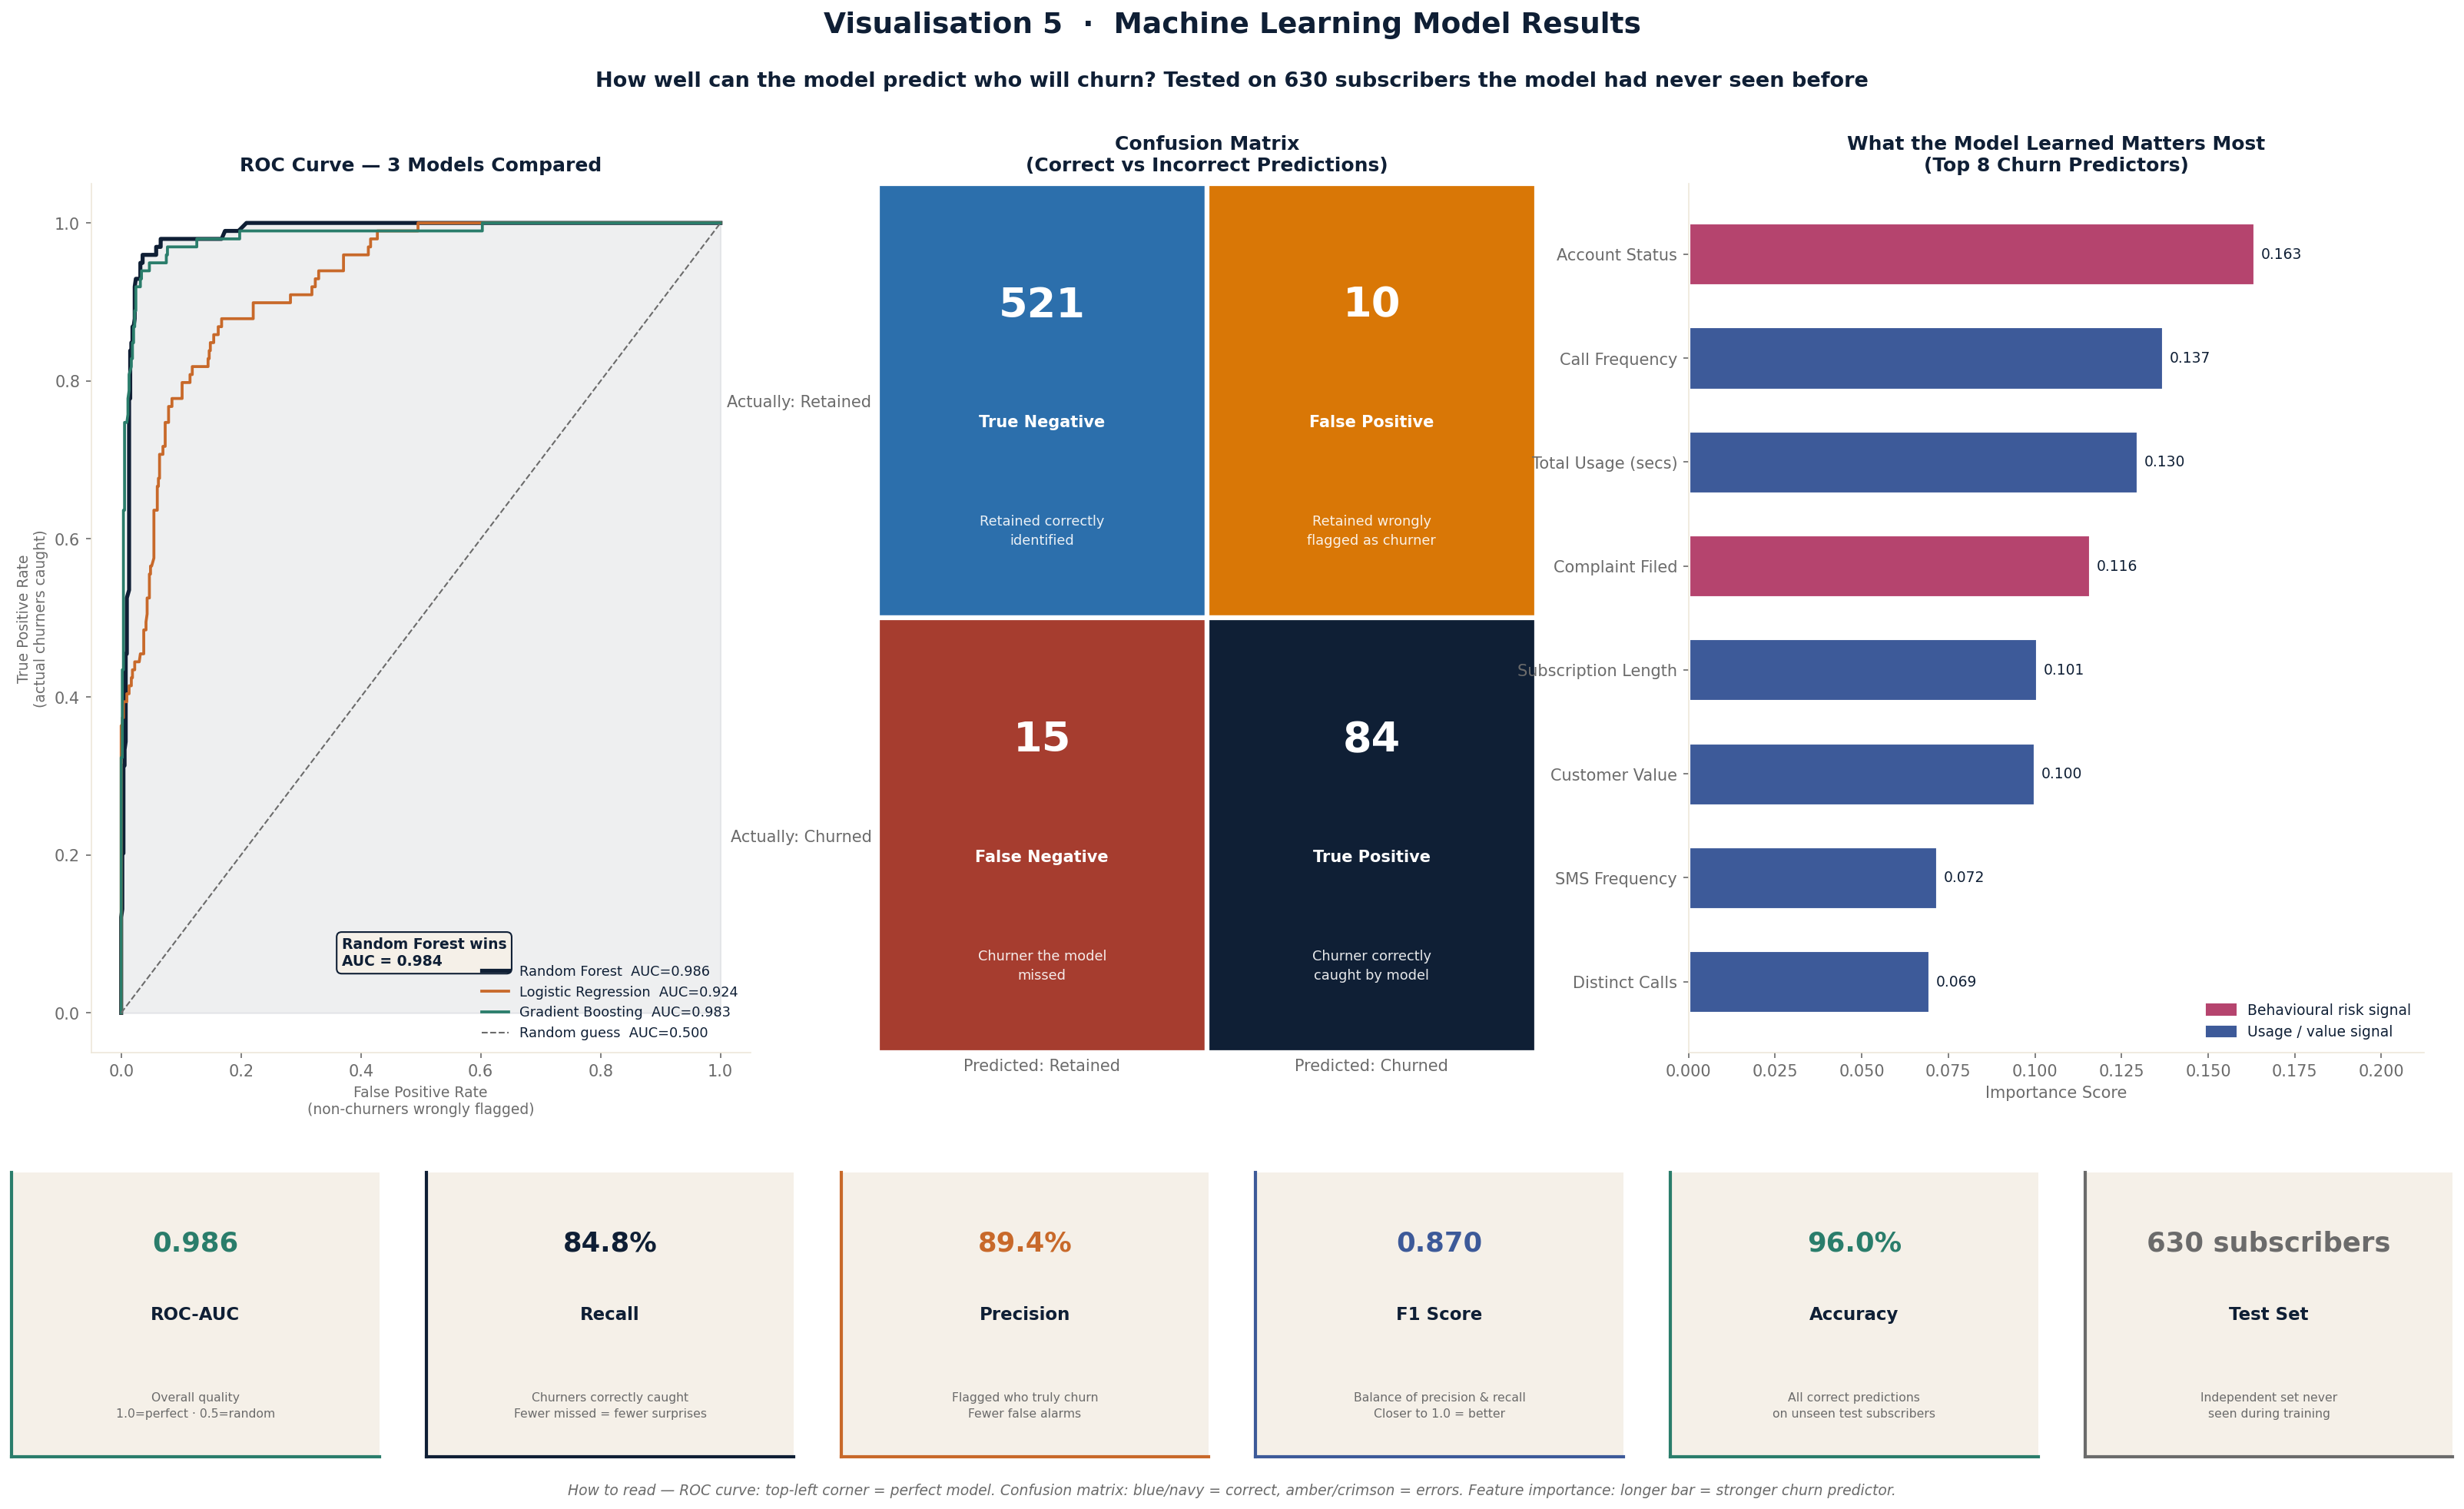 Visualisation 5 · Machine Learning Model Results
How well can the model predict who will churn? Tested on 630 subscribers the model had never seen before
ROC Curve — 3 Models Compared
True Positive Rate
(actual churners caught)
1.0
0.8
0.6
0.4
0.2
0.0
Random Forest wins
AUC = 0.984
Random Forest AUC=0.986
Logistic Regression AUC=0.924
Gradient Boosting AUC=0.983
Random guess AUC=0.500
0.0 0.2 0.4 0.6 0.8 1.0
False Positive Rate
(non-churners wrongly flagged)
Confusion Matrix
(Correct vs Incorrect Predictions)
Actually: Retained
521
True Negative
Retained correctly
identified
10
False Positive
Retained wrongly
flagged as churner
Actually: Churned
15
False Negative
Churner the model
missed
84
True Positive
Churner correctly
caught by model
Predicted: Retained
Predicted: Churned
What the Model Learned Matters Most
(Top 8 Churn Predictors)
Account Status 0.163
Call Frequency 0.137
Total Usage (secs) 0.130
Complaint Filed 0.116
Subscription Length 0.101
Customer Value 0.100
SMS Frequency 0.072
Distinct Calls 0.069
Behavioural risk signal
Usage / value signal
0.000 0.025 0.050 0.075 0.100 0.125 0.150 0.175 0.200
Importance Score
0.986
ROC-AUC
Overall quality
1.0=perfect · 0.5=random
84.8%
Recall
Churners correctly caught
Fewer missed = fewer surprises
89.4%
Precision
Flagged who truly churn
Fewer false alarms
0.870
F1 Score
Balance of precision & recall
Closer to 1.0 = better
96.0%
Accuracy
All correct predictions
on unseen test subscribers
630 subscribers
Test Set
Independent set never
seen during training
How to read — ROC curve: top-left corner = perfect model. Confusion matrix: blue/navy = correct, amber/crimson = errors. Feature importance: longer bar = stronger churn predictor.